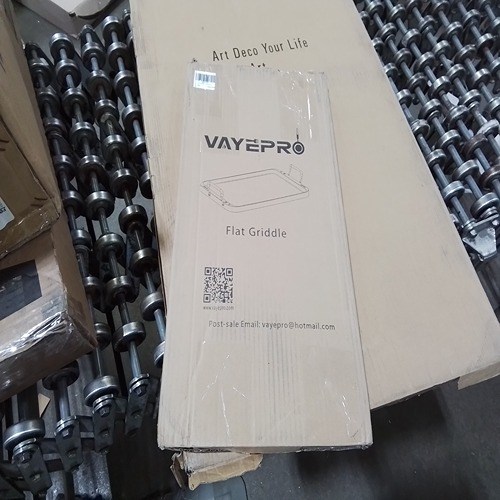 Art Deco Your Life
VAYEPRO
Flat Griddle
Post-sale Email: vayepro@hotmail.com